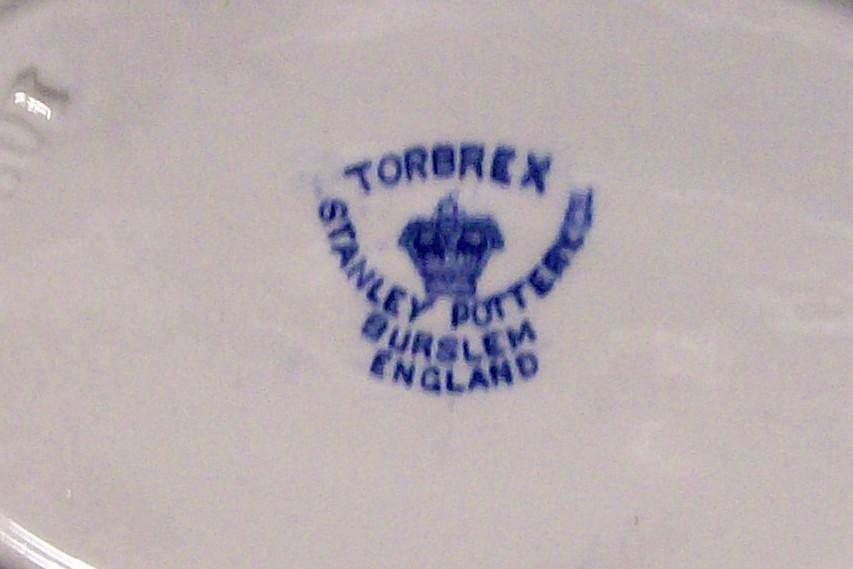 TORBREX
STANLEY POTTERIES
BURSLEM
ENGLAND